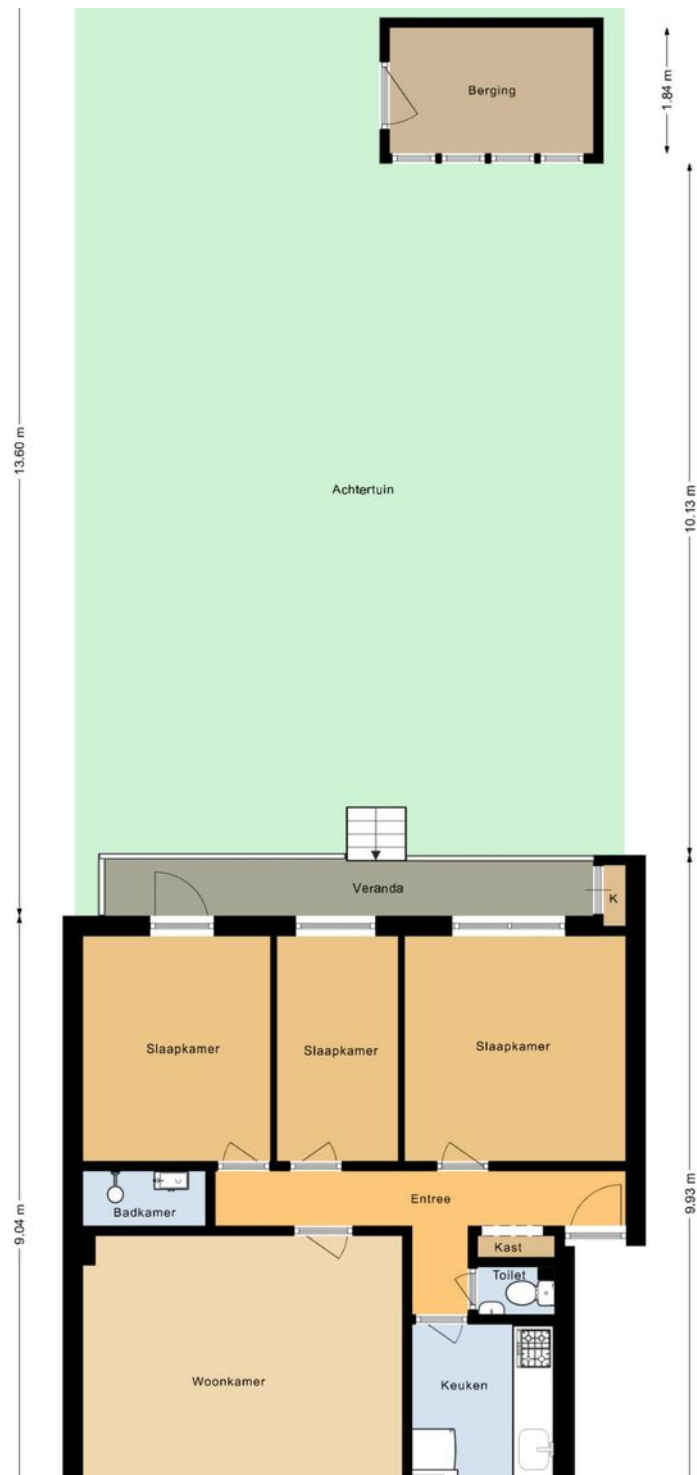 Berging
1.84 m
13.60 m
Achtertuin
10.13 m
Veranda
K
Slaapkamer
Slaapkamer
Slaapkamer
Entree
Badkamer
9.04 m
9.93 m
Kast
Toilet
Woonkamer
Keuken